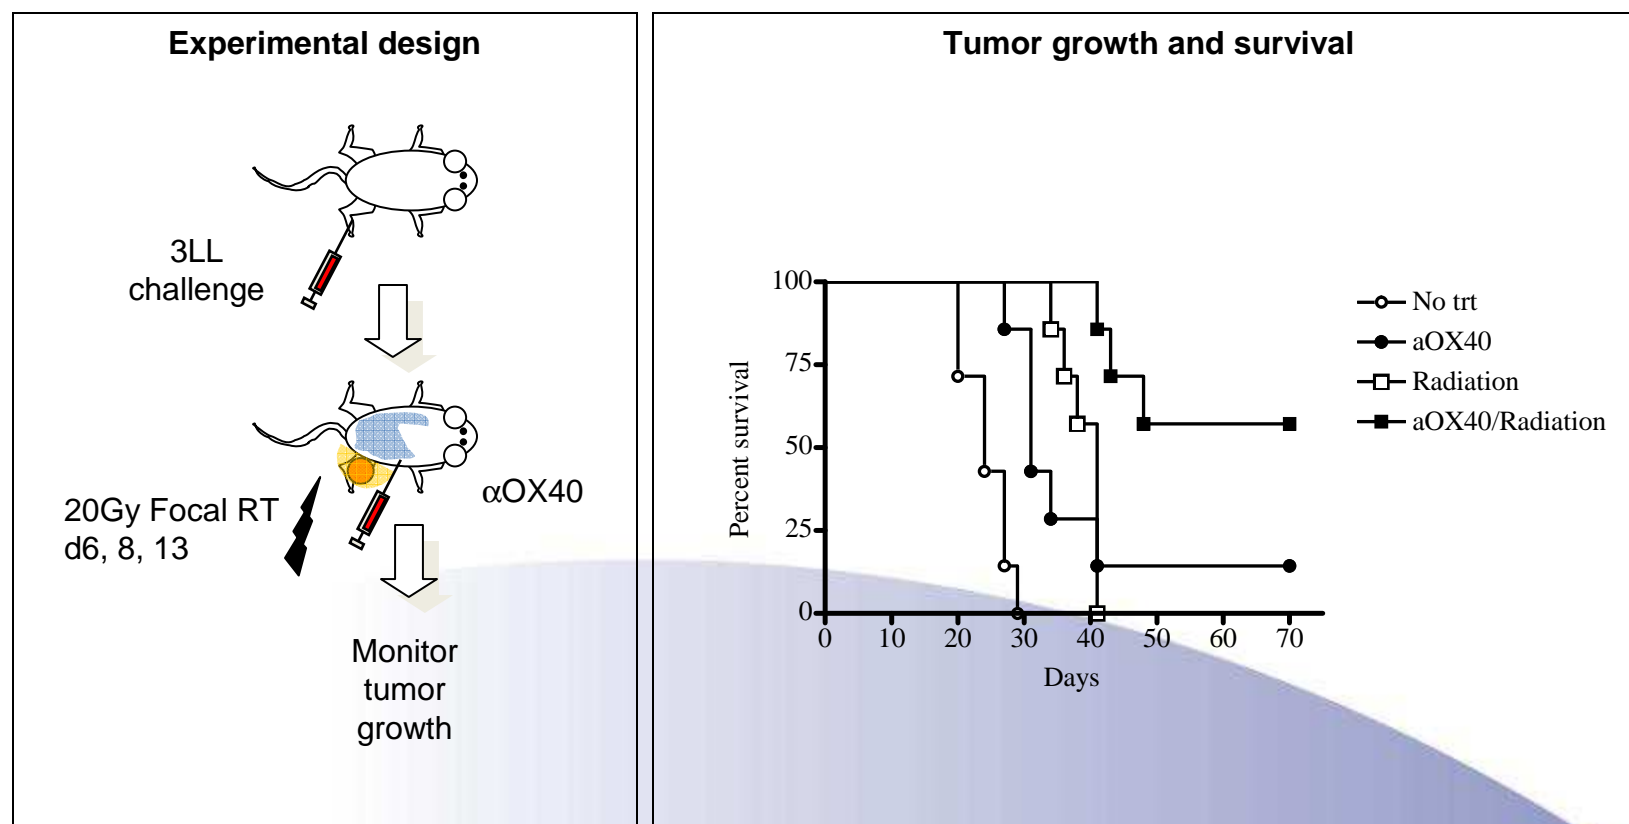 Experimental design
3LL
challenge
20Gy Focal RT
d6, 8, 13
αOX40
Monitor
tumor
growth
Tumor growth and survival
Percent survival
100
75
50
25
0
0 10 20 30 40 50 60 70
Days
No trt
aOX40
Radiation
aOX40/Radiation